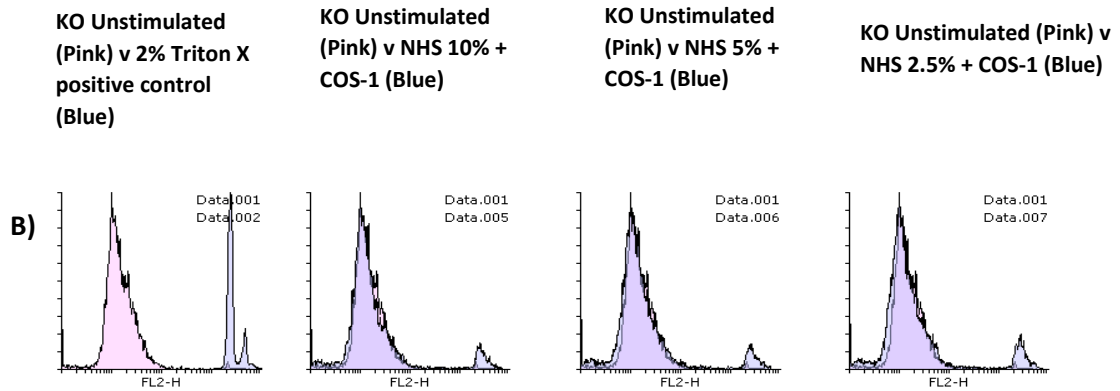 KO Unstimulated
(Pink) v 2% Triton X
positive control
(Blue)
KO Unstimulated
(Pink) v NHS 10% +
COS-1 (Blue)
KO Unstimulated
(Pink) v NHS 5% +
COS-1 (Blue)
KO Unstimulated (Pink) v
NHS 2.5% + COS-1 (Blue)
B)
Data.001
Data.002
FL2-H
Data.001
Data.005
FL2-H
Data.001
Data.006
FL2-H
Data.001
Data.007
FL2-H